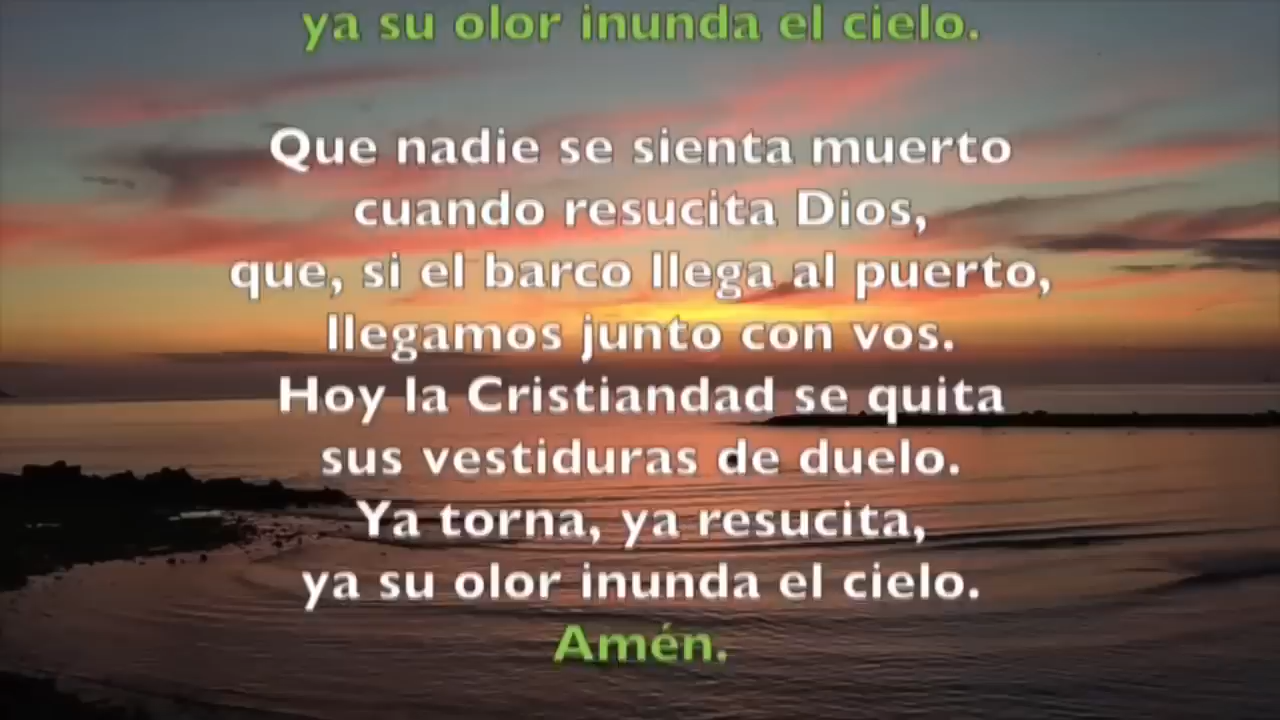 ya su olor inunda el cielo.
Que nadie se sienta muerto
cuando resucita Dios,
que, si el barco llega al puerto,
llegamos junto con vos.
Hoy la Cristiandad se quita
sus vestiduras de duelo.
Ya torna, ya resucita,
ya su olor inunda el cielo.
Amén.